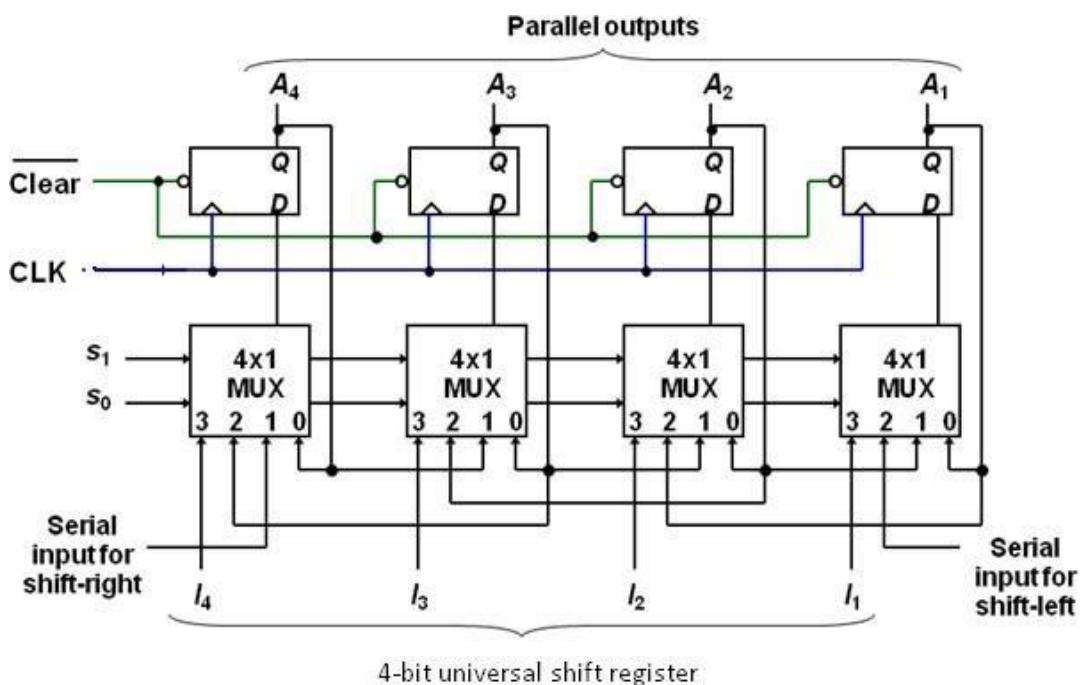 Parallel outputs
A4 A3 A2 A1
Q Q Q Q
Clear
D D D D
CLK
s1
4x1 MUX 4x1 MUX 4x1 MUX 4x1 MUX
s0
3 2 1 0 3 2 1 0 3 2 1 0 3 2 1 0
Serial
input for
shift-right
I4 I3 I2 I1
Serial
input for
shift-left
4-bit universal shift register